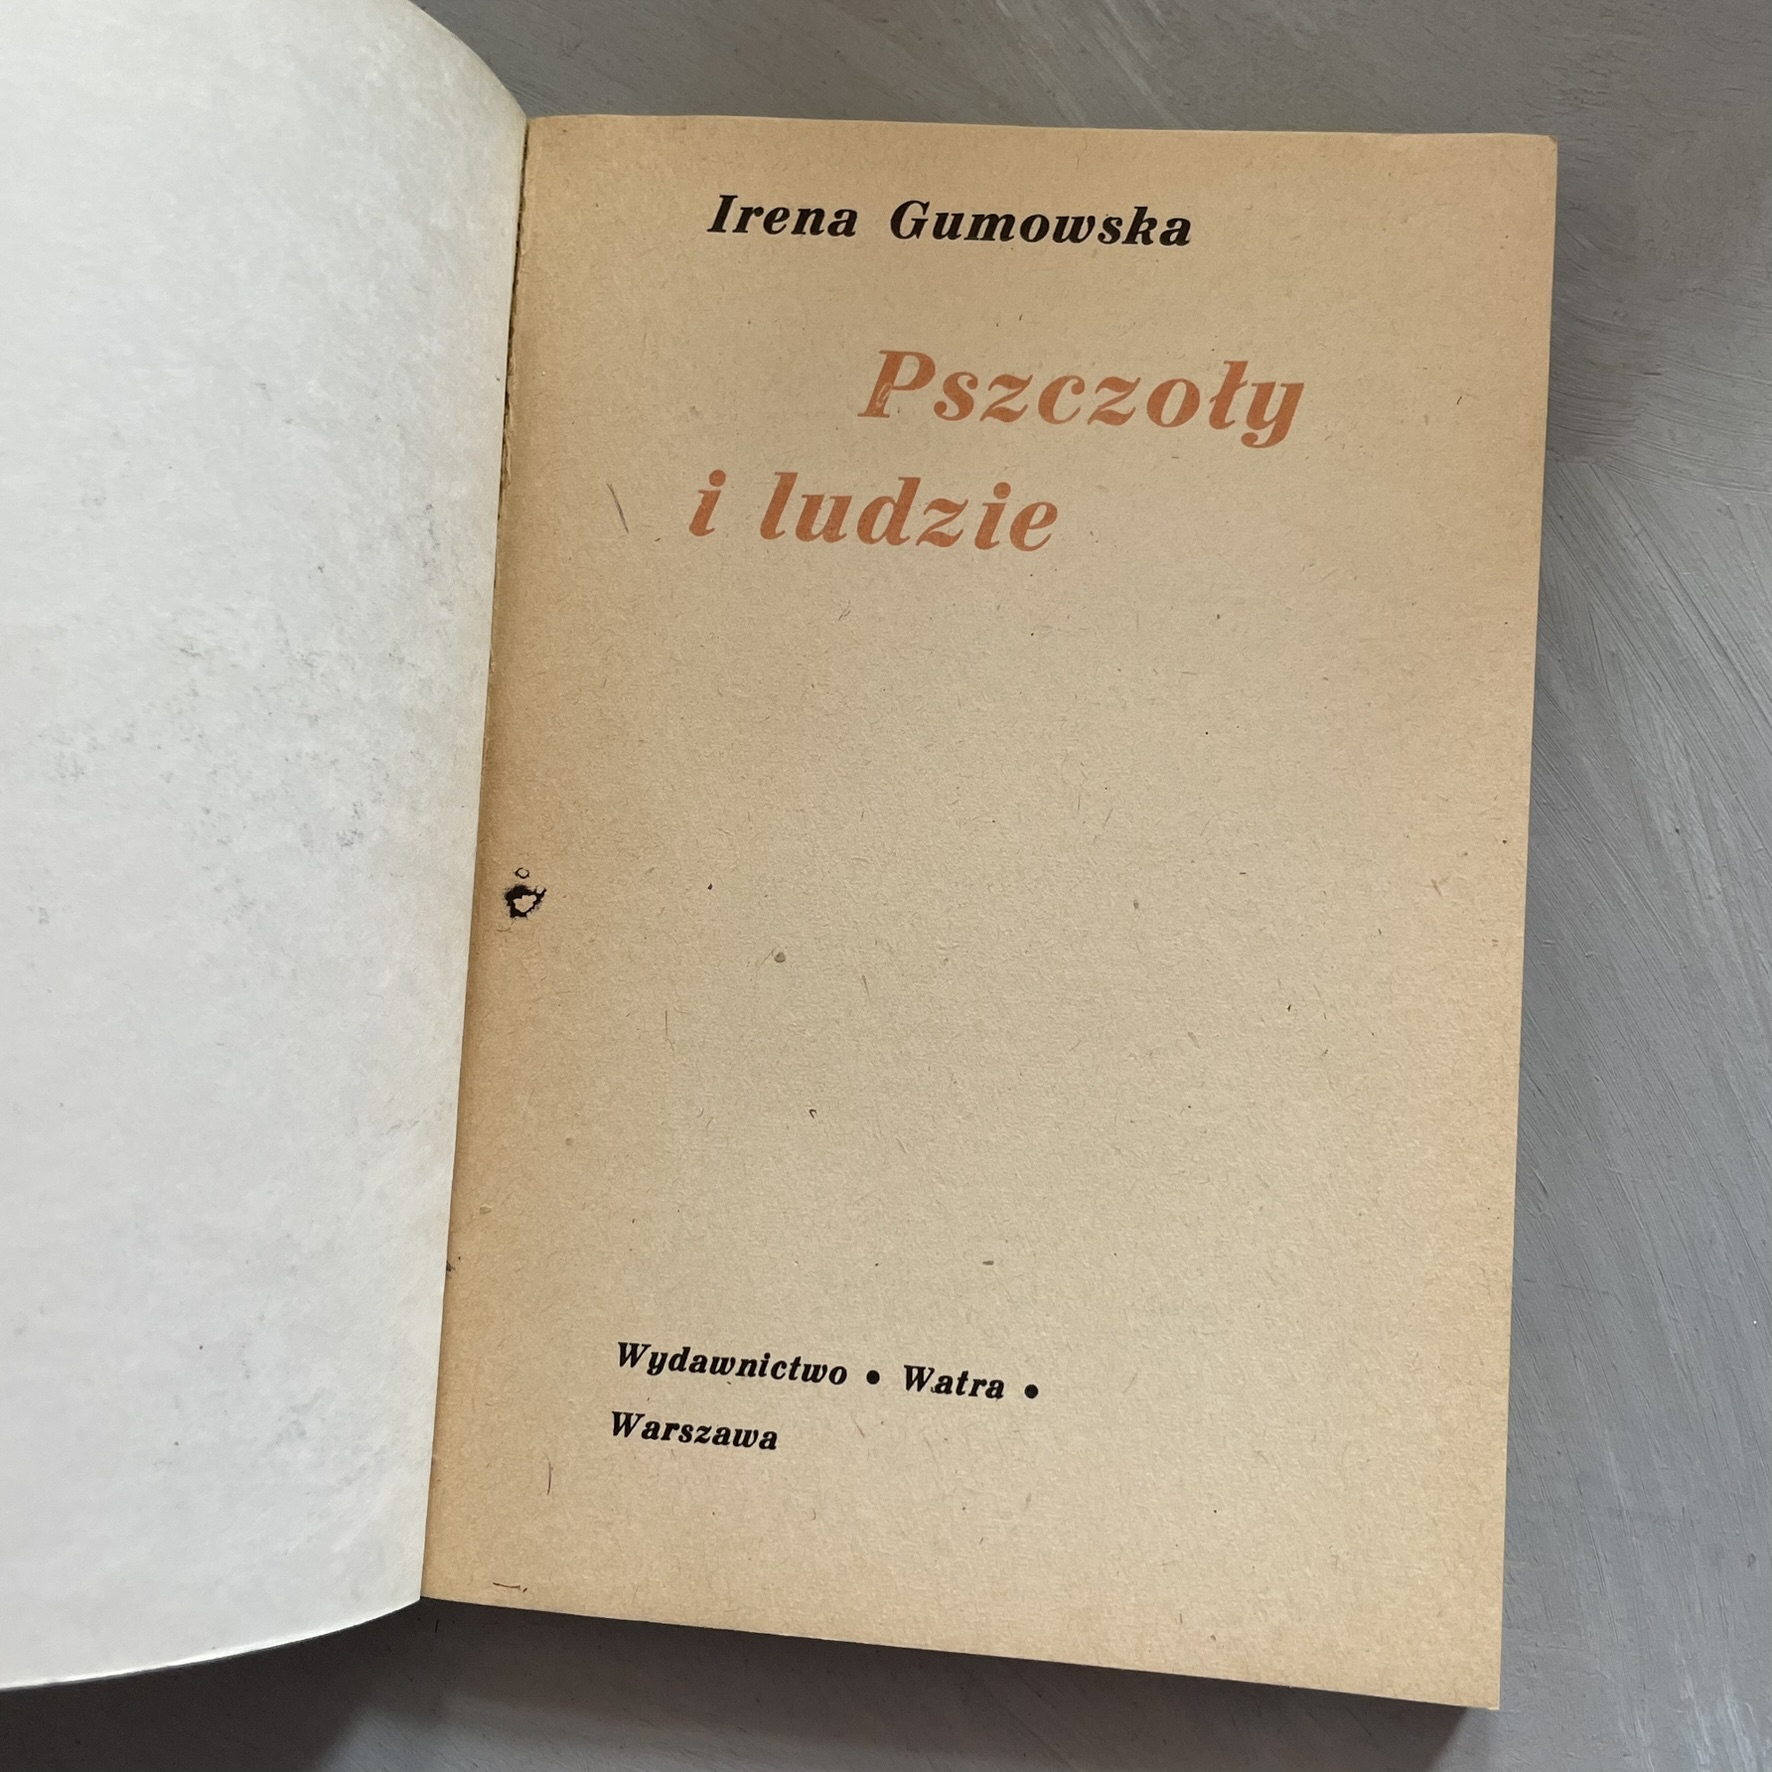 Irena Gumowska
Pszczoły
i ludzie
Wydawnictwo • Watra •
Warszawa